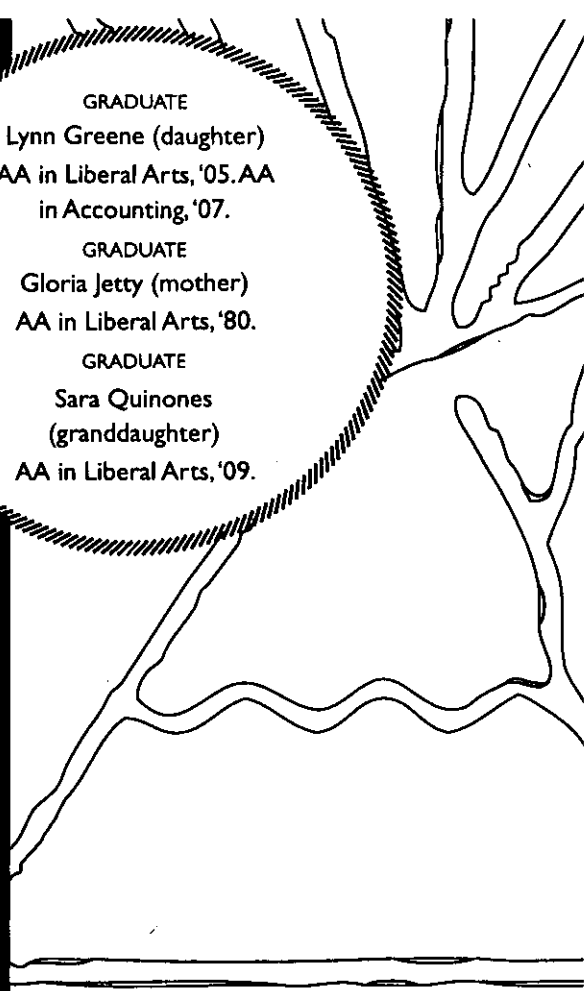 GRADUATE
Lynn Greene (daughter)
AA in Liberal Arts, '05. AA
in Accounting, '07.
GRADUATE
Gloria Jetty (mother)
AA in Liberal Arts, '80.
GRADUATE
Sara Quinones
(granddaughter)
AA in Liberal Arts, '09.